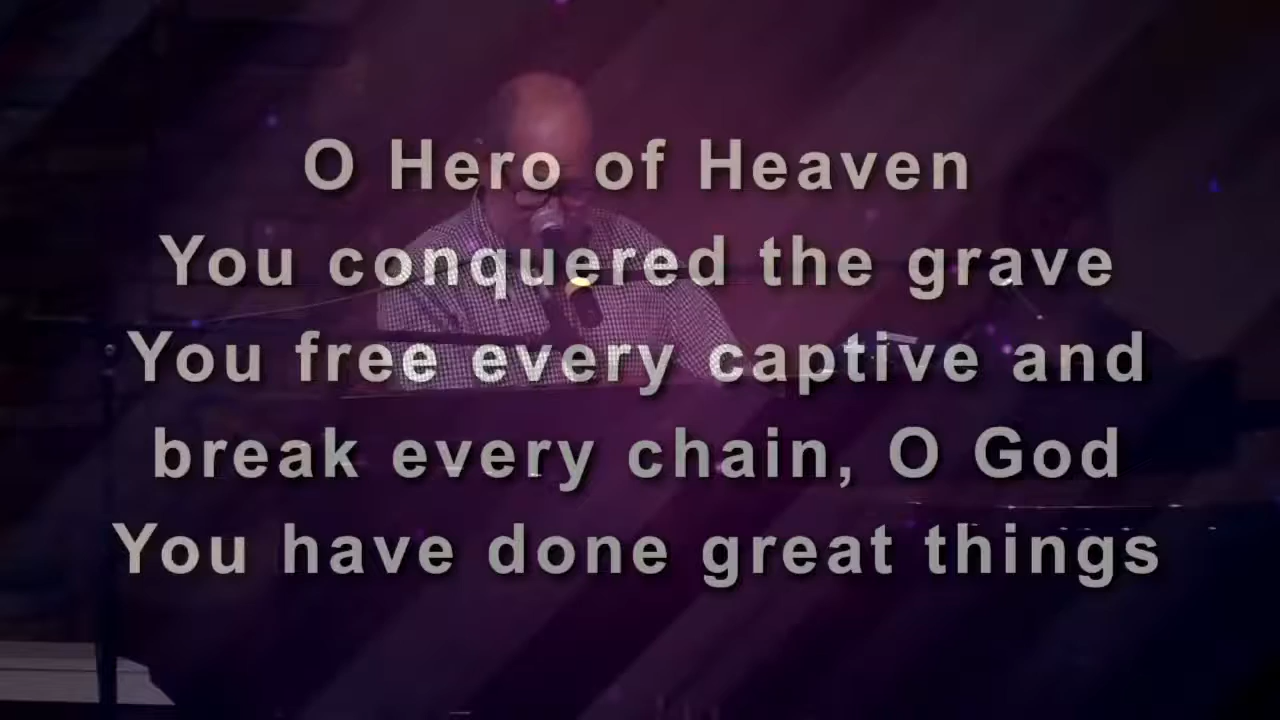 O Hero of Heaven
You conquered the grave
You free every captive and
break every chain, O God
You have done great things